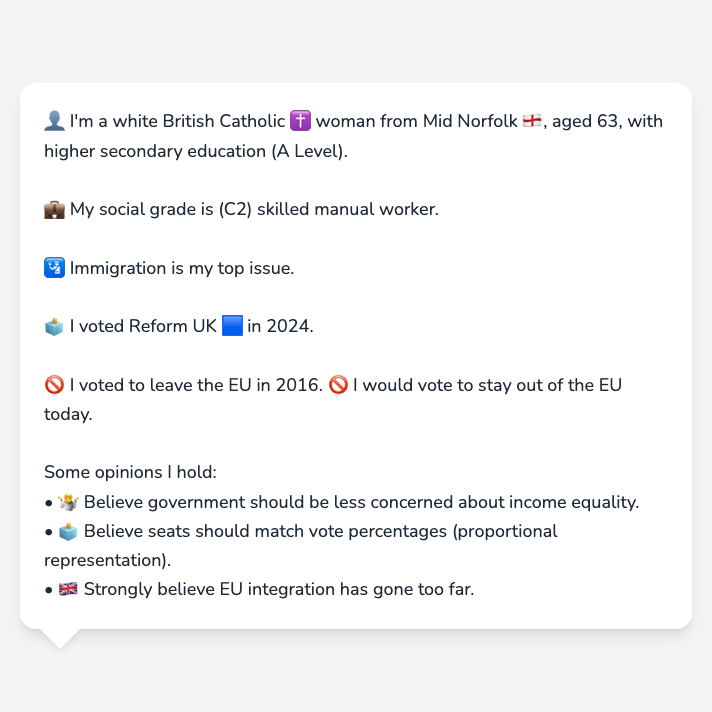 👤 I'm a white British Catholic ✝️ woman from Mid Norfolk 🏴󠁧󠁢󠁥󠁮󠁧󠁿, aged 63, with
higher secondary education (A Level).
💼 My social grade is (C2) skilled manual worker.
🛂 Immigration is my top issue.
🗳️ I voted Reform UK 🟦 in 2024.
🚫 I voted to leave the EU in 2016. 🚫 I would vote to stay out of the EU
today.
Some opinions I hold:
• 🤷‍♀️ Believe government should be less concerned about income equality.
• 🗳️ Believe seats should match vote percentages (proportional
representation).
• 🇬🇧 Strongly believe EU integration has gone too far.